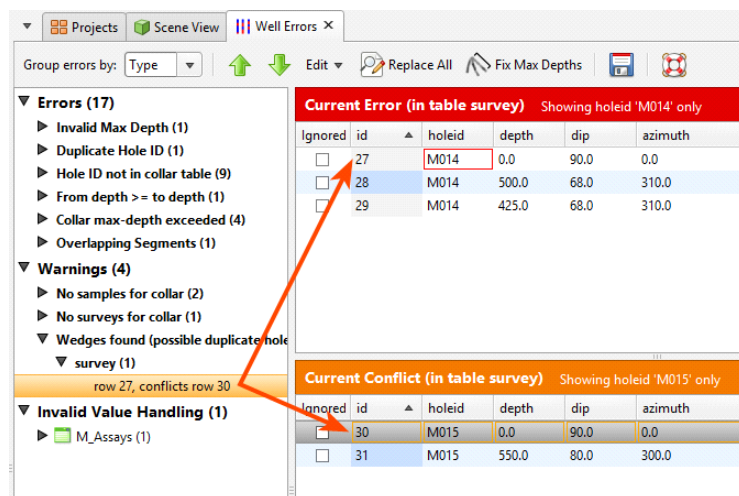 Projects Scene View Well Errors ×
Group errors by: Type Edit Replace All Fix Max Depths
Errors (17)
Invalid Max Depth (1)
Duplicate Hole ID (1)
Hole ID not in collar table (9)
From depth >= to depth (1)
Collar max-depth exceeded (4)
Overlapping Segments (1)
Warnings (4)
No samples for collar (2)
No surveys for collar (1)
Wedges found (possible duplicate hole
survey (1)
row 27, conflicts row 30
Invalid Value Handling (1)
M_Assays (1)
Current Error (in table survey) Showing holeid 'M014' only
Ignored id holeid depth dip azimuth
27 M014 0.0 90.0 0.0
28 M014 500.0 68.0 310.0
29 M014 425.0 68.0 310.0
Current Conflict (in table survey) Showing holeid 'M015' only
Ignored id holeid depth dip azimuth
30 M015 0.0 90.0 0.0
31 M015 550.0 80.0 300.0